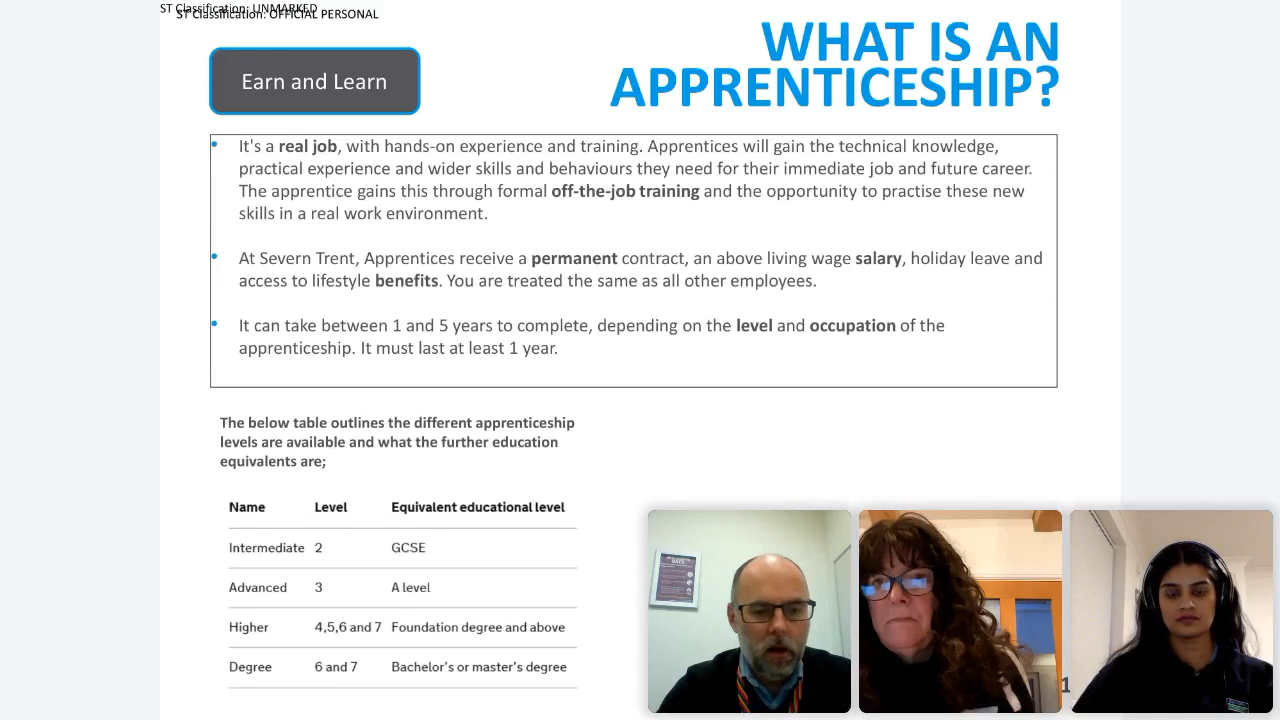 ST Classification: UNMARKED
ST Classification: OFFICIAL PERSONAL
WHAT IS AN
APPRENTICESHIP?
Earn and Learn
• It's a real job, with hands-on experience and training. Apprentices will gain the technical knowledge,
practical experience and wider skills and behaviours they need for their immediate job and future career.
The apprentice gains this through formal off-the-job training and the opportunity to practise these new
skills in a real work environment.
• At Severn Trent, Apprentices receive a permanent contract, an above living wage salary, holiday leave and
access to lifestyle benefits. You are treated the same as all other employees.
• It can take between 1 and 5 years to complete, depending on the level and occupation of the
apprenticeship. It must last at least 1 year.
The below table outlines the different apprenticeship
levels are available and what the further education
equivalents are;
Name Level Equivalent educational level
Intermediate 2 GCSE
Advanced 3 A level
Higher 4,5,6 and 7 Foundation degree and above
Degree 6 and 7 Bachelor's or master's degree
1